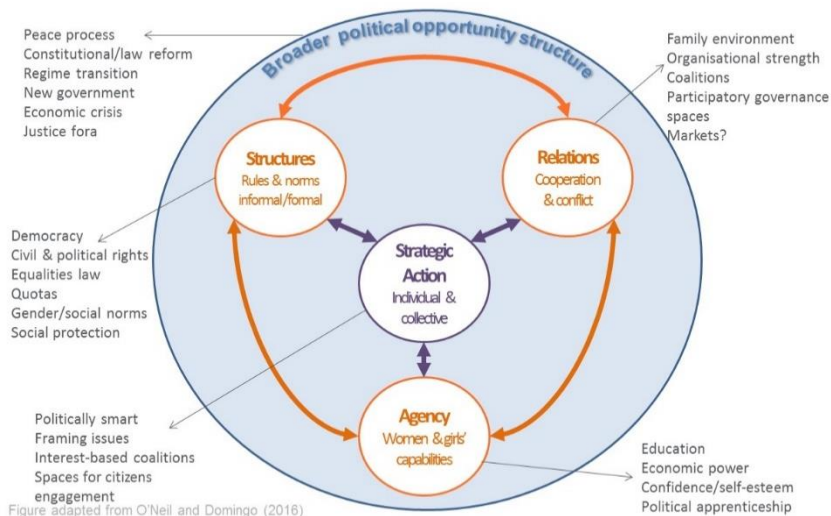 Peace process
Constitutional/law reform
Regime transition
New government
Economic crisis
Justice fora
Broader political opportunity structure
Family environment
Organisational strength
Coalitions
Participatory governance
spaces
Markets?
Structures
Rules & norms
informal/formal
Relations
Cooperation
& conflict
Democracy
Civil & political rights
Equalities law
Quotas
Gender/social norms
Social protection
Strategic
Action
Individual &
collective
Politically smart
Framing issues
Interest-based coalitions
Spaces for citizens
engagement
Agency
Women & girls'
capabilities
Education
Economic power
Confidence/self-esteem
Political apprenticeship
Figure adapted from O'Neil and Domingo (2016)